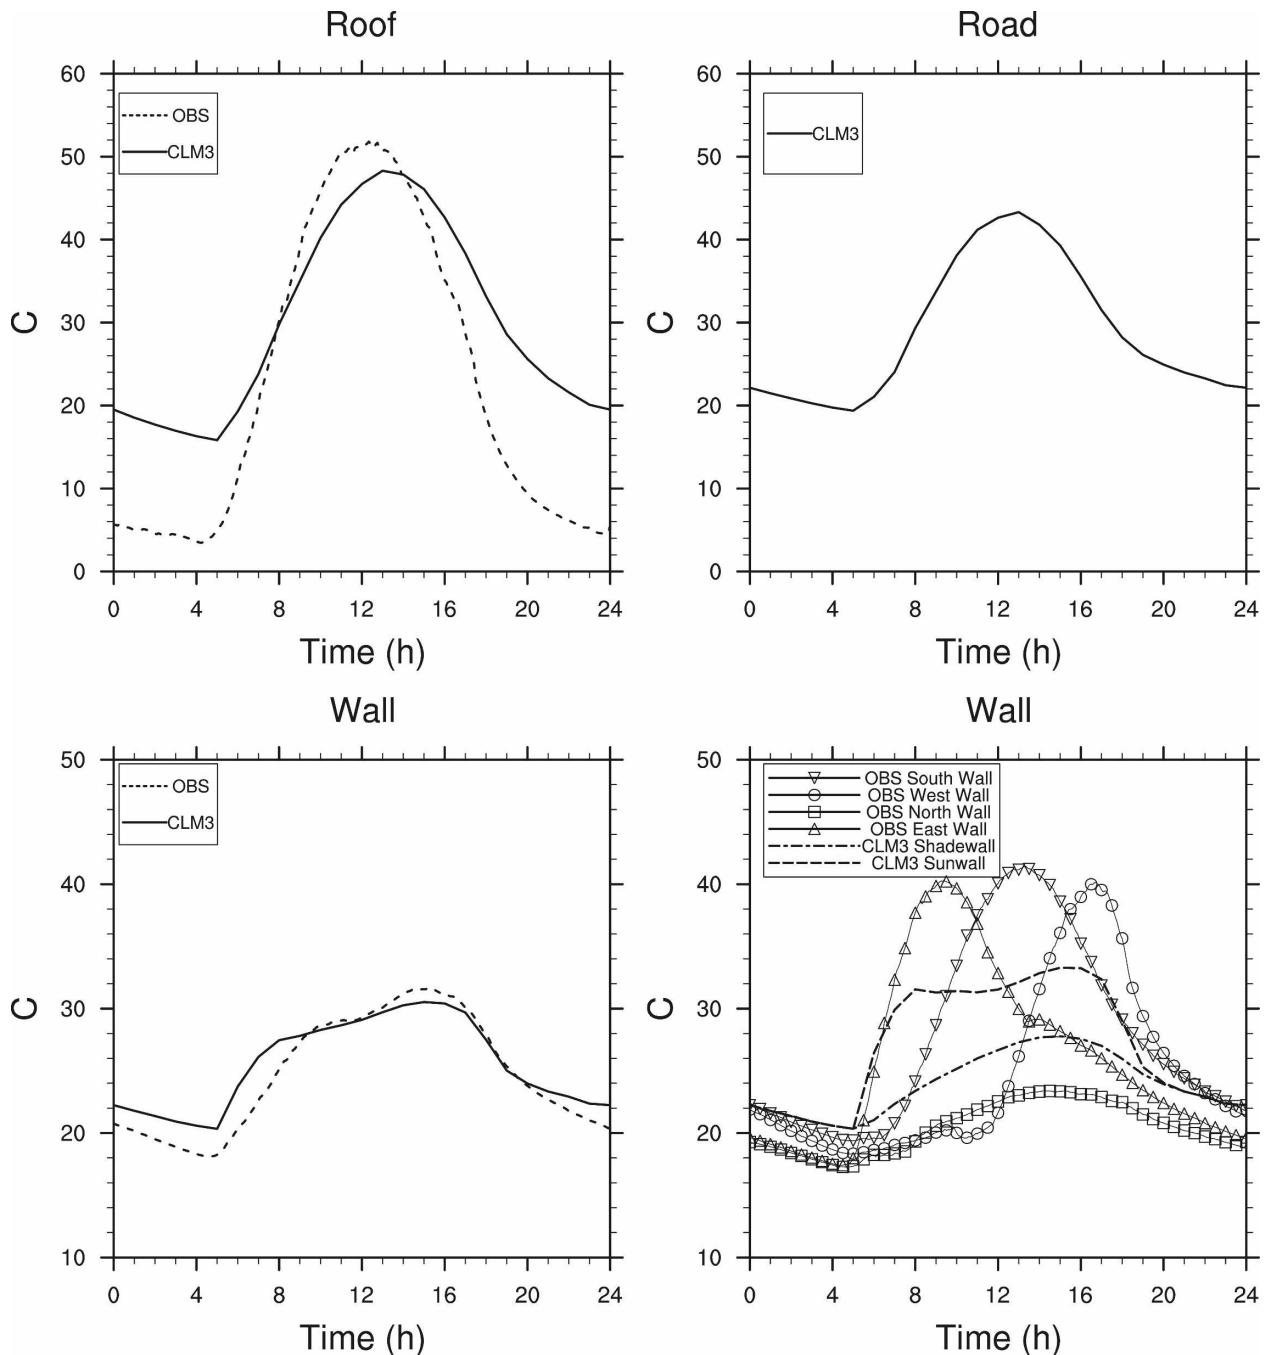 Roof
60
50
40
30
20
10
0
C
OBS
CLM3
0 4 8 12 16 20 24
Time (h)
Road
60
50
40
30
20
10
0
C
CLM3
0 4 8 12 16 20 24
Time (h)
Wall
50
40
30
20
10
C
OBS
CLM3
0 4 8 12 16 20 24
Time (h)
Wall
50
40
30
20
10
C
OBS South Wall
OBS West Wall
OBS North Wall
OBS East Wall
CLM3 Shadewall
CLM3 Sunwall
0 4 8 12 16 20 24
Time (h)